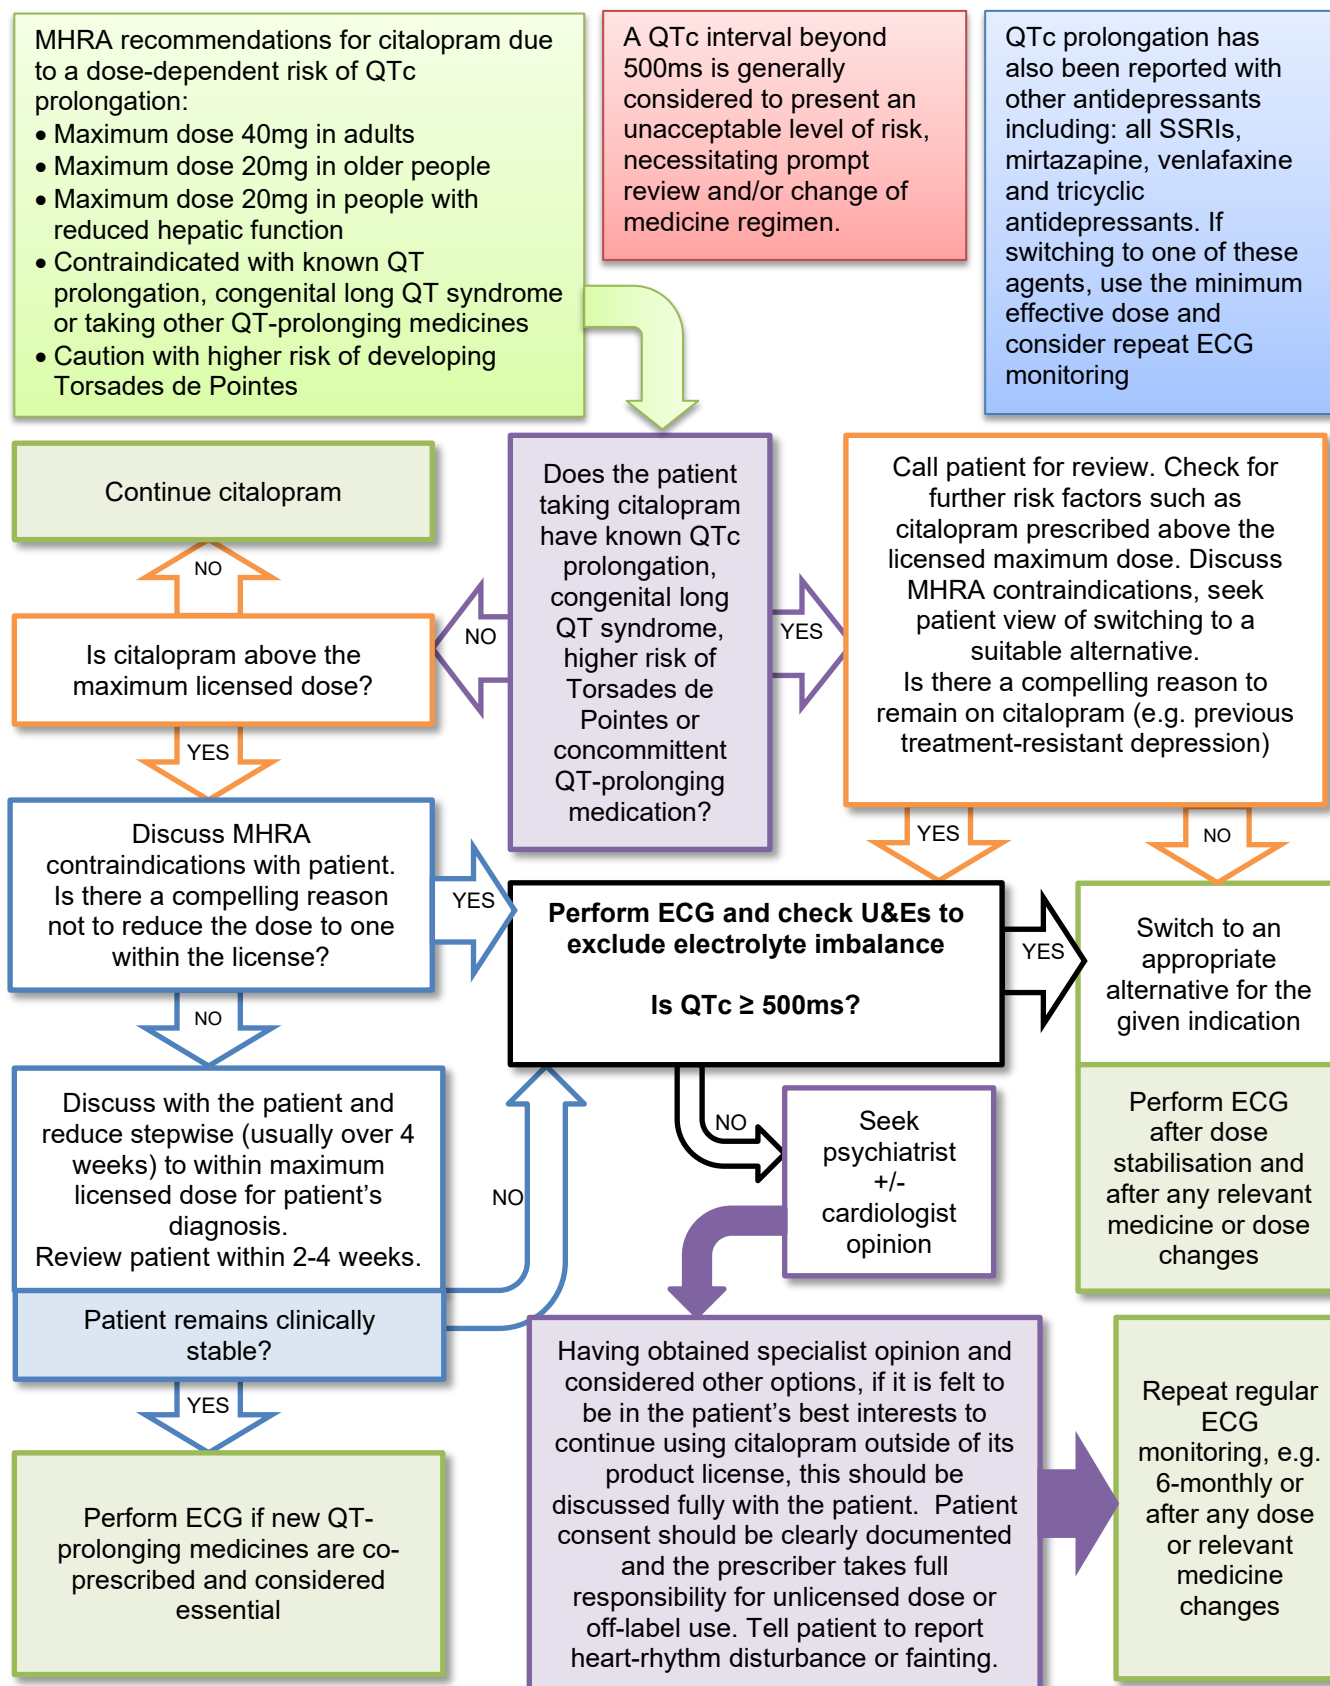 MHRA recommendations for citalopram due
to a dose-dependent risk of QTc
prolongation:
• Maximum dose 40mg in adults
• Maximum dose 20mg in older people
• Maximum dose 20mg in people with
reduced hepatic function
• Contraindicated with known QT
prolongation, congenital long QT syndrome
or taking other QT-prolonging medicines
• Caution with higher risk of developing
Torsades de Pointes
A QTc interval beyond
500ms is generally
considered to present an
unacceptable level of risk,
necessitating prompt
review and/or change of
medicine regimen.
QTc prolongation has
also been reported with
other antidepressants
including: all SSRIs,
mirtazapine, venlafaxine
and tricyclic
antidepressants. If
switching to one of these
agents, use the minimum
effective dose and
consider repeat ECG
monitoring
Continue citalopram
NO
Is citalopram above the
maximum licensed dose?
YES
NO
Does the patient
taking citalopram
have known QTc
prolongation,
congenital long
QT syndrome,
higher risk of
Torsades de
Pointes or
concommittent
QT-prolonging
medication?
YES
Call patient for review. Check for
further risk factors such as
citalopram prescribed above the
licensed maximum dose. Discuss
MHRA contraindications, seek
patient view of switching to a
suitable alternative.
Is there a compelling reason to
remain on citalopram (e.g. previous
treatment-resistant depression)
YES
NO
Discuss MHRA
contraindications with patient.
Is there a compelling reason
not to reduce the dose to one
within the license?
YES
NO
Perform ECG and check U&Es to
exclude electrolyte imbalance
Is QTc ≥ 500ms?
YES
Switch to an
appropriate
alternative for the
given indication
Perform ECG
after dose
stabilisation and
after any relevant
medicine or dose
changes
NO
Seek
psychiatrist
+/-
cardiologist
opinion
Discuss with the patient and
reduce stepwise (usually over 4
weeks) to within maximum
licensed dose for patient’s
diagnosis.
Review patient within 2-4 weeks.
Patient remains clinically
stable?
NO
YES
Perform ECG if new QT-
prolonging medicines are co-
prescribed and considered
essential
Having obtained specialist opinion and
considered other options, if it is felt to
be in the patient’s best interests to
continue using citalopram outside of its
product license, this should be
discussed fully with the patient.  Patient
consent should be clearly documented
and the prescriber takes full
responsibility for unlicensed dose or
off-label use. Tell patient to report
heart-rhythm disturbance or fainting.
Repeat regular
ECG
monitoring, e.g.
6-monthly or
after any dose
or relevant
medicine
changes